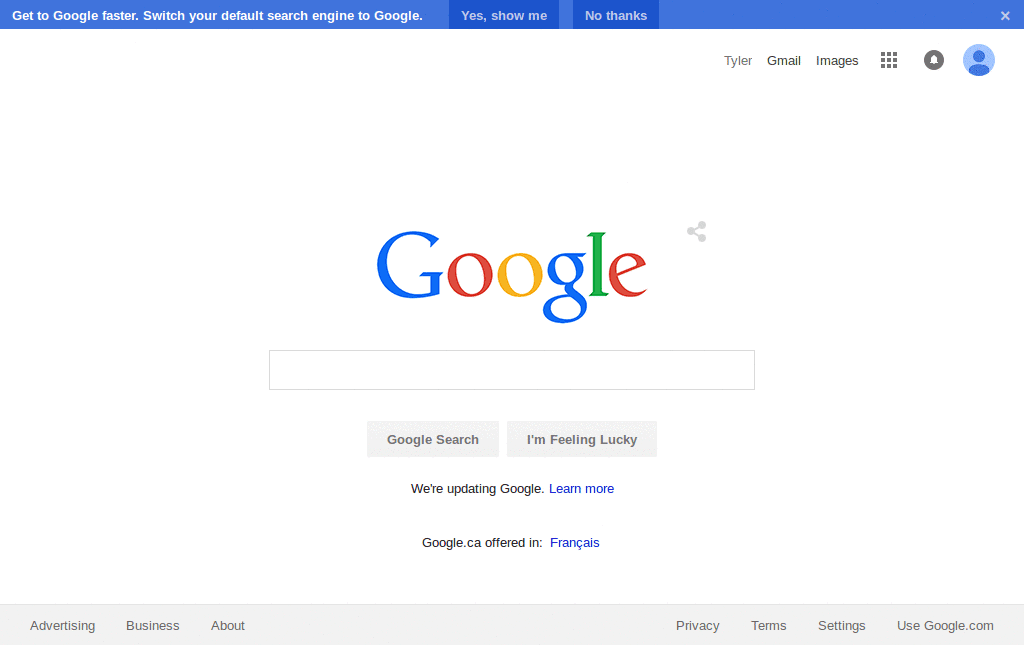 Get to Google faster. Switch your default search engine to Google. Yes, show me No thanks ×
Tyler Gmail Images
Google
Google Search I'm Feeling Lucky
We're updating Google. Learn more
Google.ca offered in: Français
Advertising Business About Privacy Terms Settings Use Google.com